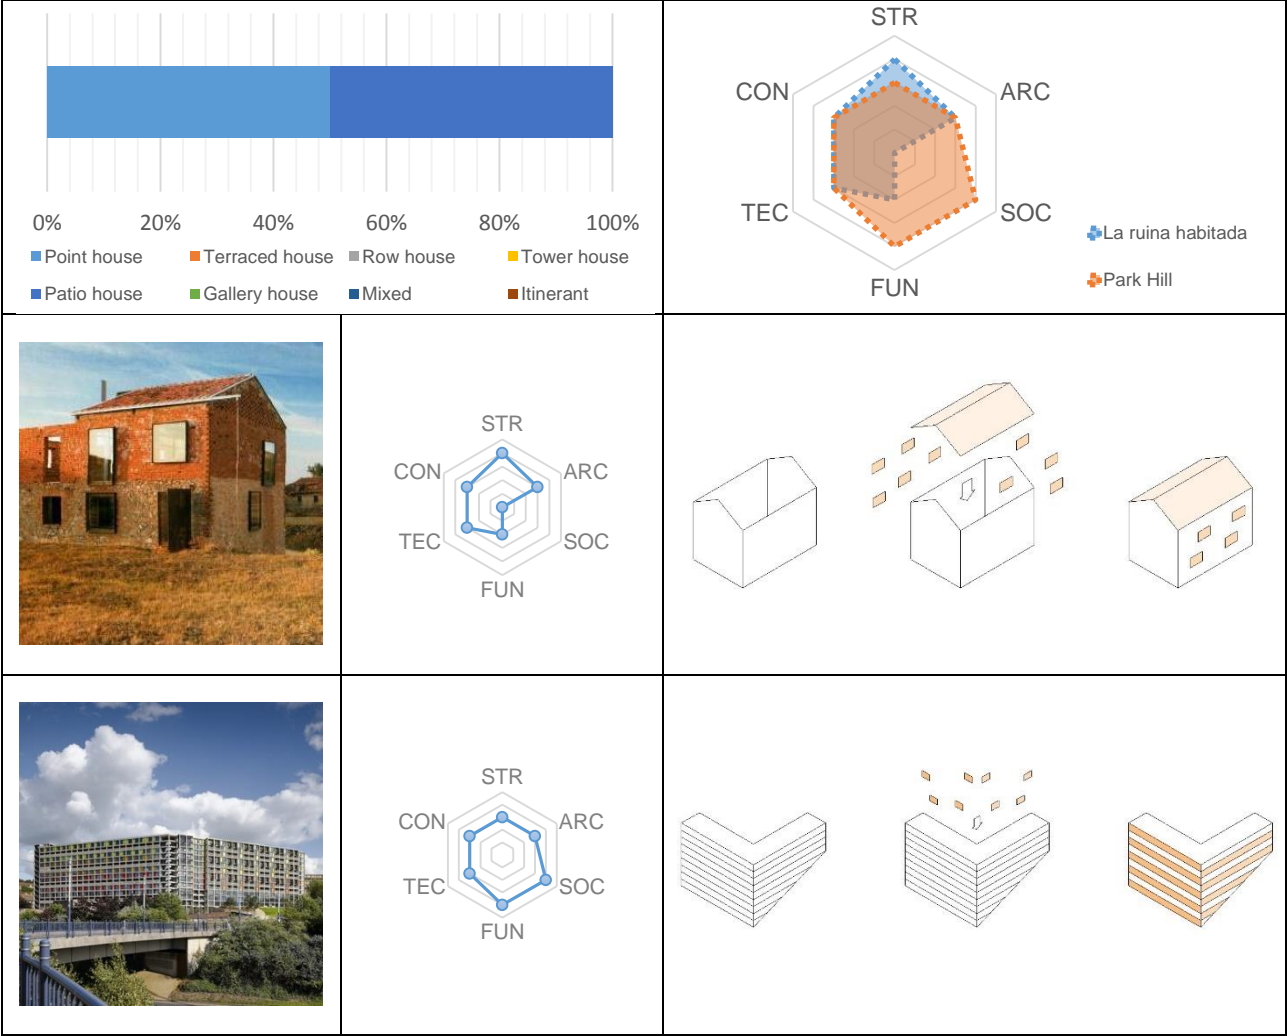 0% 20% 40% 60% 80% 100%
Point house Terraced house Row house Tower house
Patio house Gallery house Mixed Itinerant
STR
CON ARC
TEC SOC
FUN
La ruina habitada
Park Hill
STR
CON ARC
TEC SOC
FUN
STR
CON ARC
TEC SOC
FUN